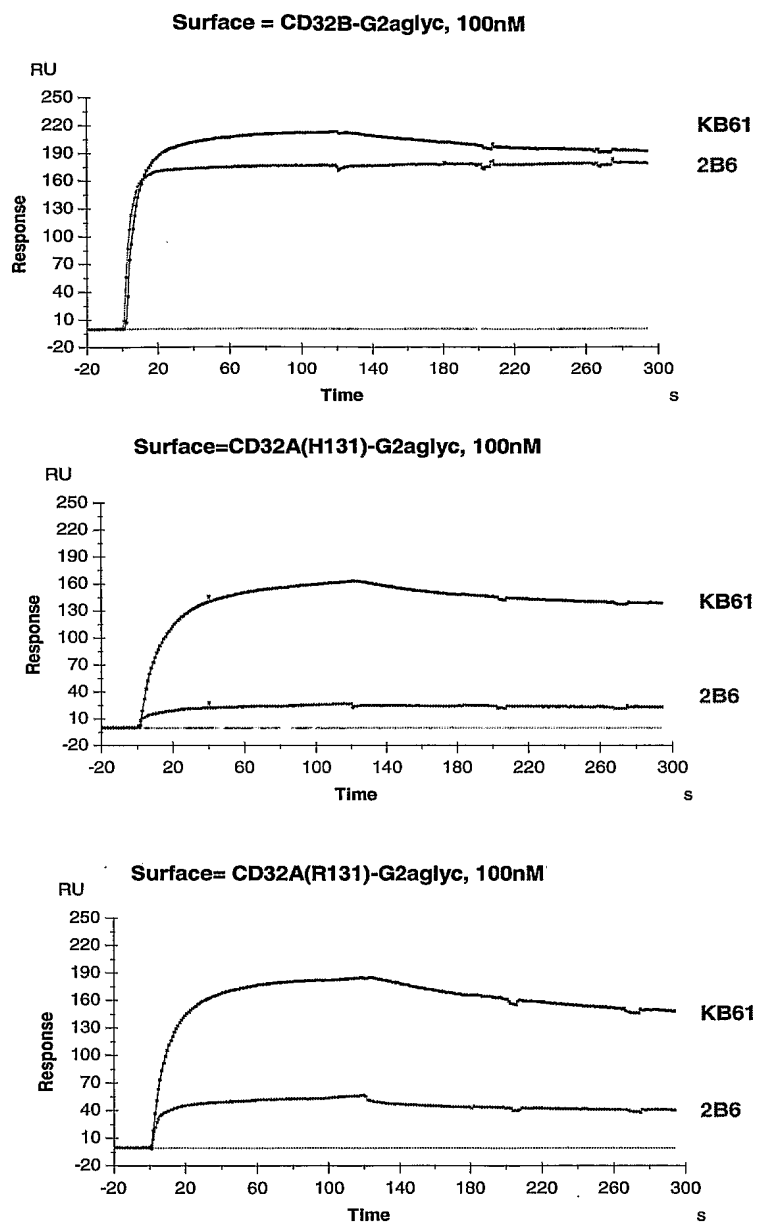 Surface = CD32B-G2aglyc, 100nM
RU
250
220
190
160
130
100
70
40
10
-20
Response
KB61
2B6
-20 20 60 100 140 180 220 260 300
Time s
Surface=CD32A(H131)-G2aglyc, 100nM
RU
250
220
190
160
130
100
70
40
10
-20
Response
KB61
2B6
-20 20 60 100 140 180 220 260 300
Time s
Surface= CD32A(R131)-G2aglyc, 100nM
RU
250
220
190
160
130
100
70
40
10
-20
Response
KB61
2B6
-20 20 60 100 140 180 220 260 300
Time s